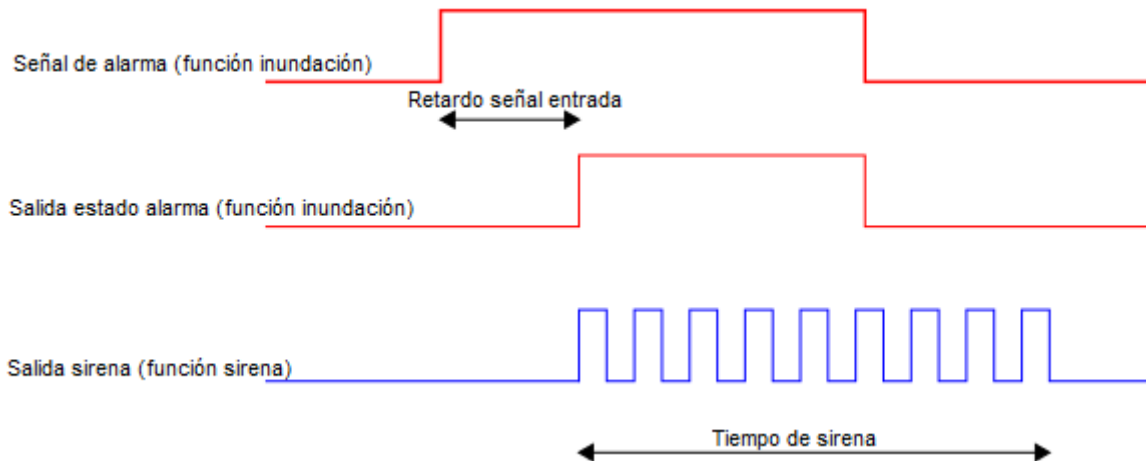 Señal de alarma (función inundación)
Retardo señal entrada
Salida estado alarma (función inundación)
Salida sirena (función sirena)
Tiempo de sirena